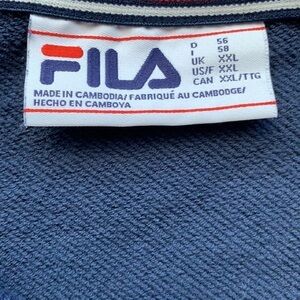 FILA
D 56
I 58
UK XXL
US/F XXL
CAN XXL/TTG
MADE IN CAMBODIA/ FABRIQUÉ AU CAMBODGE/
HECHO EN CAMBOYA